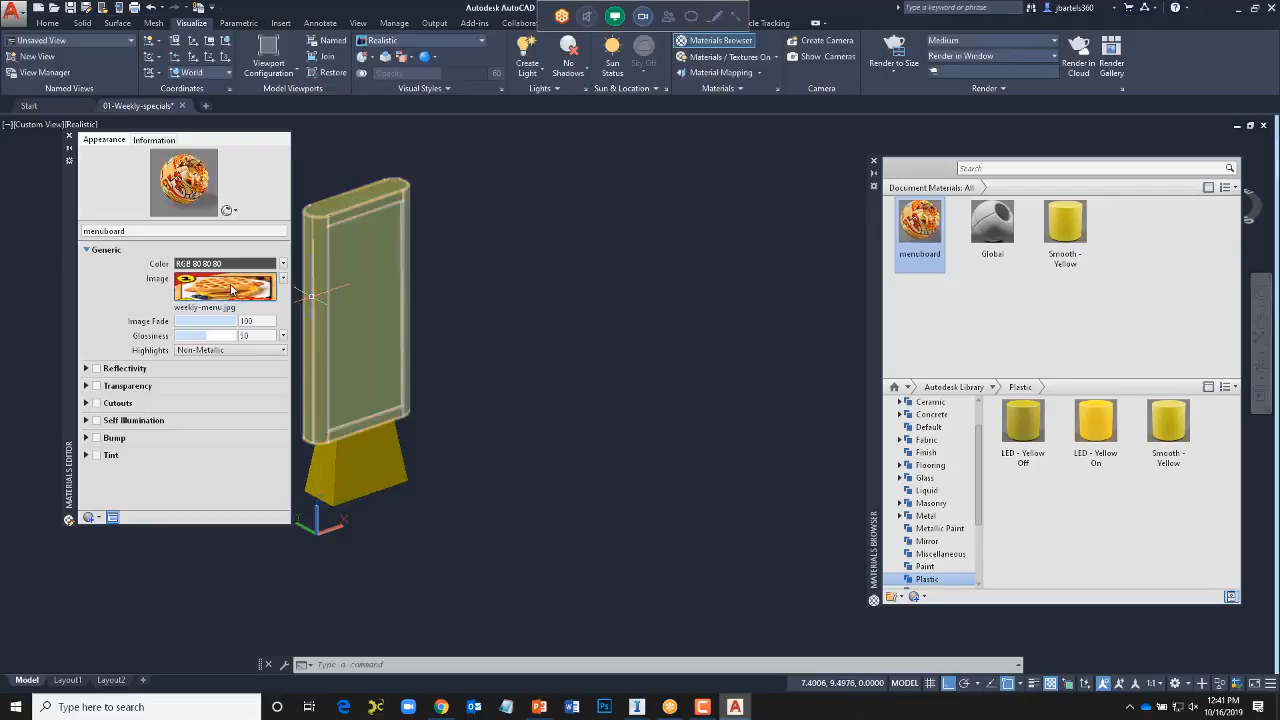 Home Solid Surface Mesh Visualize Parametric Insert Annotate View Manage Output Add-ins Collaborate Tracking
Autodesk AutoCAD 01-Weekly-s
Type a keyword or phrase jbartels360
Unsaved View
New View
View Manager
Named Views
World
Coordinates
Viewport
Configuration
Named
Join
Restore
Model Viewports
Realistic
Opacity 60
Visual Styles
Create
Light
No
Shadows
Lights
Sun
Status
Sky Off
Sun & Location
Materials Browser
Materials / Textures On
Material Mapping
Materials
Create Camera
Show Cameras
Camera
Render to Size
Medium
Render in Window
Render in
Cloud
Render
Gallery
Render
Start 01-Weekly-specials*
[−][Custom View][Realistic]
Appearance Information
menuboard
Generic
Color RGB 80 80 80
Image
weekly-menu.jpg
Image Fade 100
Glossiness 50
Highlights Non-Metallic
Reflectivity
Transparency
Cutouts
Self Illumination
Bump
Tint
MATERIALS EDITOR
Y X
Search
Document Materials: All
menuboard
Global
Smooth -
Yellow
Autodesk Library Plastic
Ceramic
Concrete
Default
Fabric
Finish
Flooring
Glass
Liquid
Masonry
Metal
Metallic Paint
Mirror
Miscellaneous
Paint
Plastic
LED - Yellow
Off
LED - Yellow
On
Smooth -
Yellow
MATERIALS BROWSER
Type a command
Model Layout1 Layout2
7.4006, 9.4976, 0.0000 MODEL 1:1
Type here to search
12:41 PM
10/16/2019